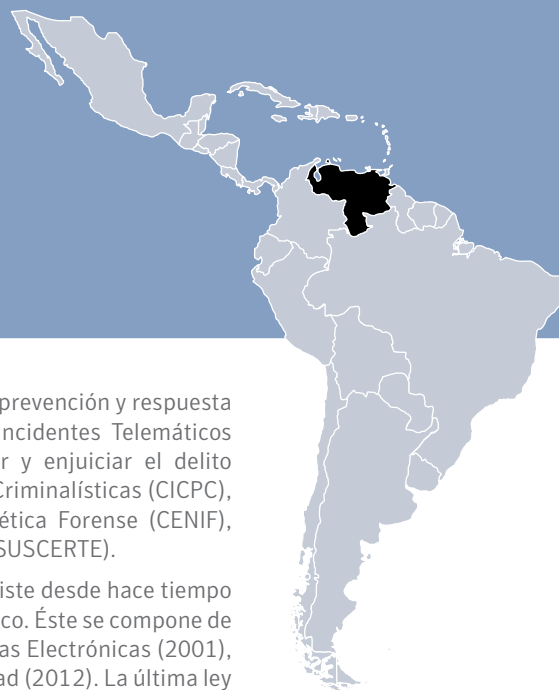 prevención y respuesta
ncidentes Telemáticos
r y enjuiciar el delito
Criminalísticas (CICPC),
ética Forense (CENIF),
SUSCERTE).
iste desde hace tiempo
co. Éste se compone de
as Electrónicas (2001),
ad (2012). La última ley